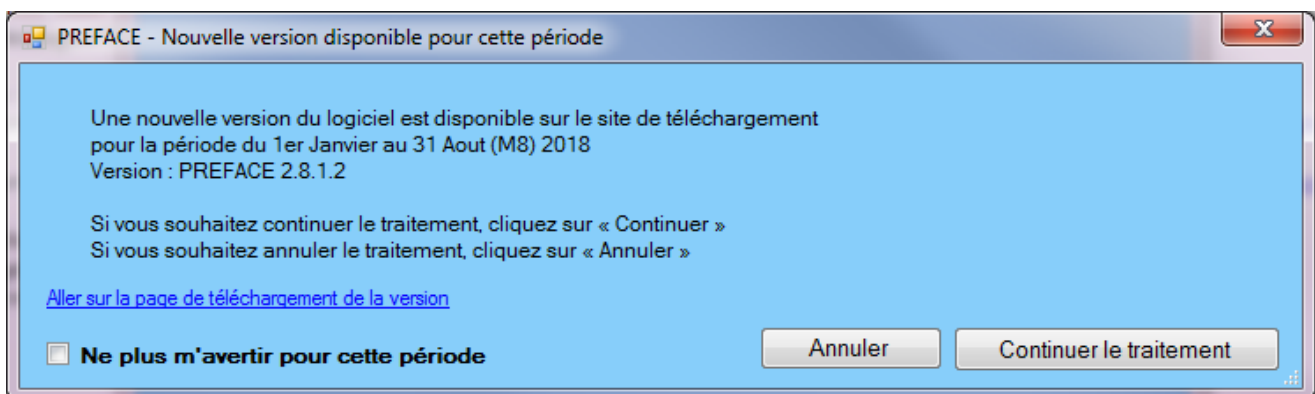 PREFACE - Nouvelle version disponible pour cette période
Une nouvelle version du logiciel est disponible sur le site de téléchargement
pour la période du 1er Janvier au 31 Aout (M8) 2018
Version : PREFACE 2.8.1.2
Si vous souhaitez continuer le traitement, cliquez sur « Continuer »
Si vous souhaitez annuler le traitement, cliquez sur « Annuler »
Aller sur la page de téléchargement de la version
Ne plus m'avertir pour cette période
Annuler
Continuer le traitement